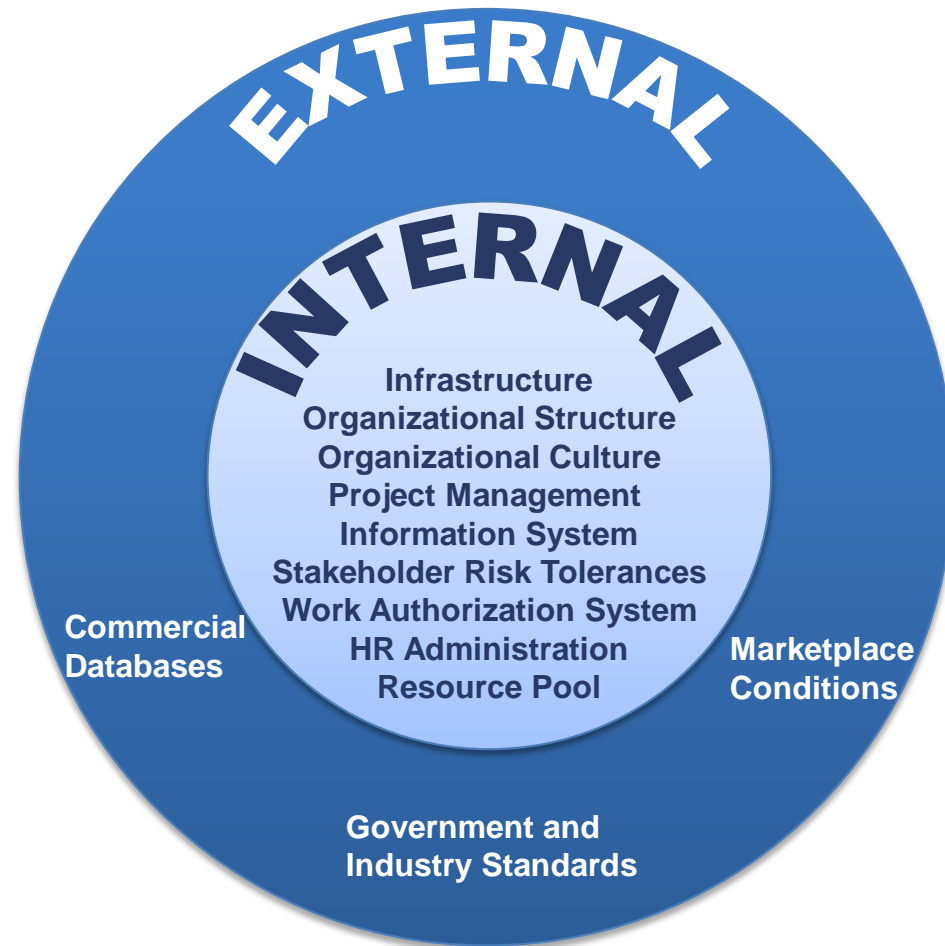 EXTERNAL
INTERNAL
Infrastructure
Organizational Structure
Organizational Culture
Project Management
Information System
Stakeholder Risk Tolerances
Work Authorization System
HR Administration
Resource Pool
Commercial
Databases
Marketplace
Conditions
Government and
Industry Standards